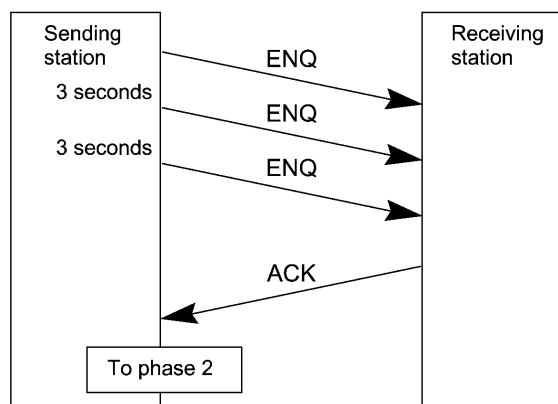 Sending
station
Receiving
station
ENQ
3 seconds
ENQ
3 seconds
ENQ
ACK
To phase 2